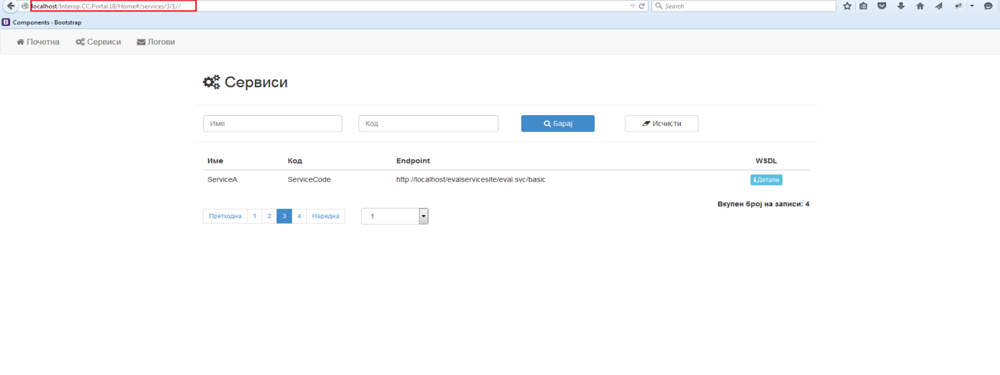 localhost/Interop.CC.Portal.UI/Home#/services/3/1//
Search
B Components - Bootstrap
Почетна Сервиси Логови
Сервиси
Име Код Барај Исчисти
Име Код Endpoint WSDL
ServiceA ServiceCode http://localhost/evalservicesite/eval.svc/basic Детали
Вкупен број на записи: 4
Претходна 1 2 3 4 Наредна 1